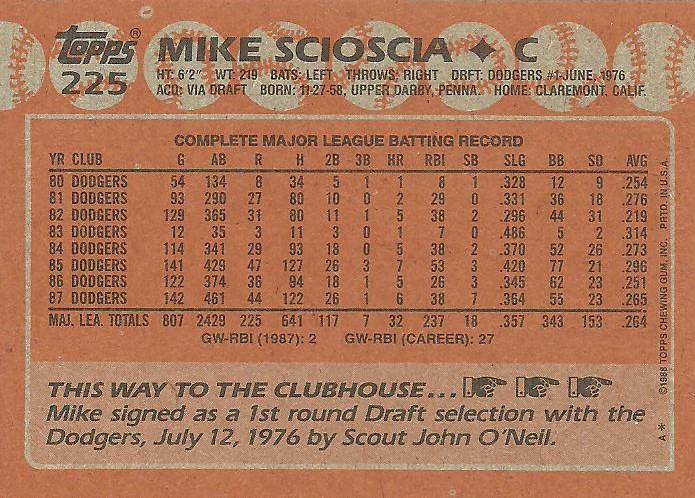 Topps® MIKE SCIOSCIA ✦ C
225 HT: 6'2" WT: 219 BATS: LEFT THROWS: RIGHT DRFT: DODGERS #1-JUNE, 1976
ACQ: VIA DRAFT BORN: 11-27-58, UPPER DARBY, PENNA. HOME: CLAREMONT, CALIF.
COMPLETE MAJOR LEAGUE BATTING RECORD
YR CLUB G AB R H 2B 3B HR RBI SB SLG BB SO AVG
80 DODGERS 54 134 8 34 5 1 1 8 1 .328 12 9 .254
81 DODGERS 93 290 27 80 10 0 2 29 0 .331 36 18 .276
82 DODGERS 129 365 31 80 11 1 5 38 2 .296 44 31 .219
83 DODGERS 12 35 3 11 3 0 1 7 0 .486 5 2 .314
84 DODGERS 114 341 29 93 18 0 5 38 2 .370 52 26 .273
85 DODGERS 141 429 47 127 26 3 7 53 3 .420 77 21 .296
86 DODGERS 122 374 36 94 18 1 5 26 3 .345 62 23 .251
87 DODGERS 142 461 44 122 26 1 6 38 7 .364 55 23 .265
MAJ. LEA. TOTALS 807 2429 225 641 117 7 32 237 18 .357 343 153 .264
GW-RBI (1987): 2 GW-RBI (CAREER): 27
THIS WAY TO THE CLUBHOUSE...
Mike signed as a 1st round Draft selection with the
Dodgers, July 12, 1976 by Scout John O'Neil.
A* ©1988 TOPPS CHEWING GUM, INC. PRTD. IN U.S.A.